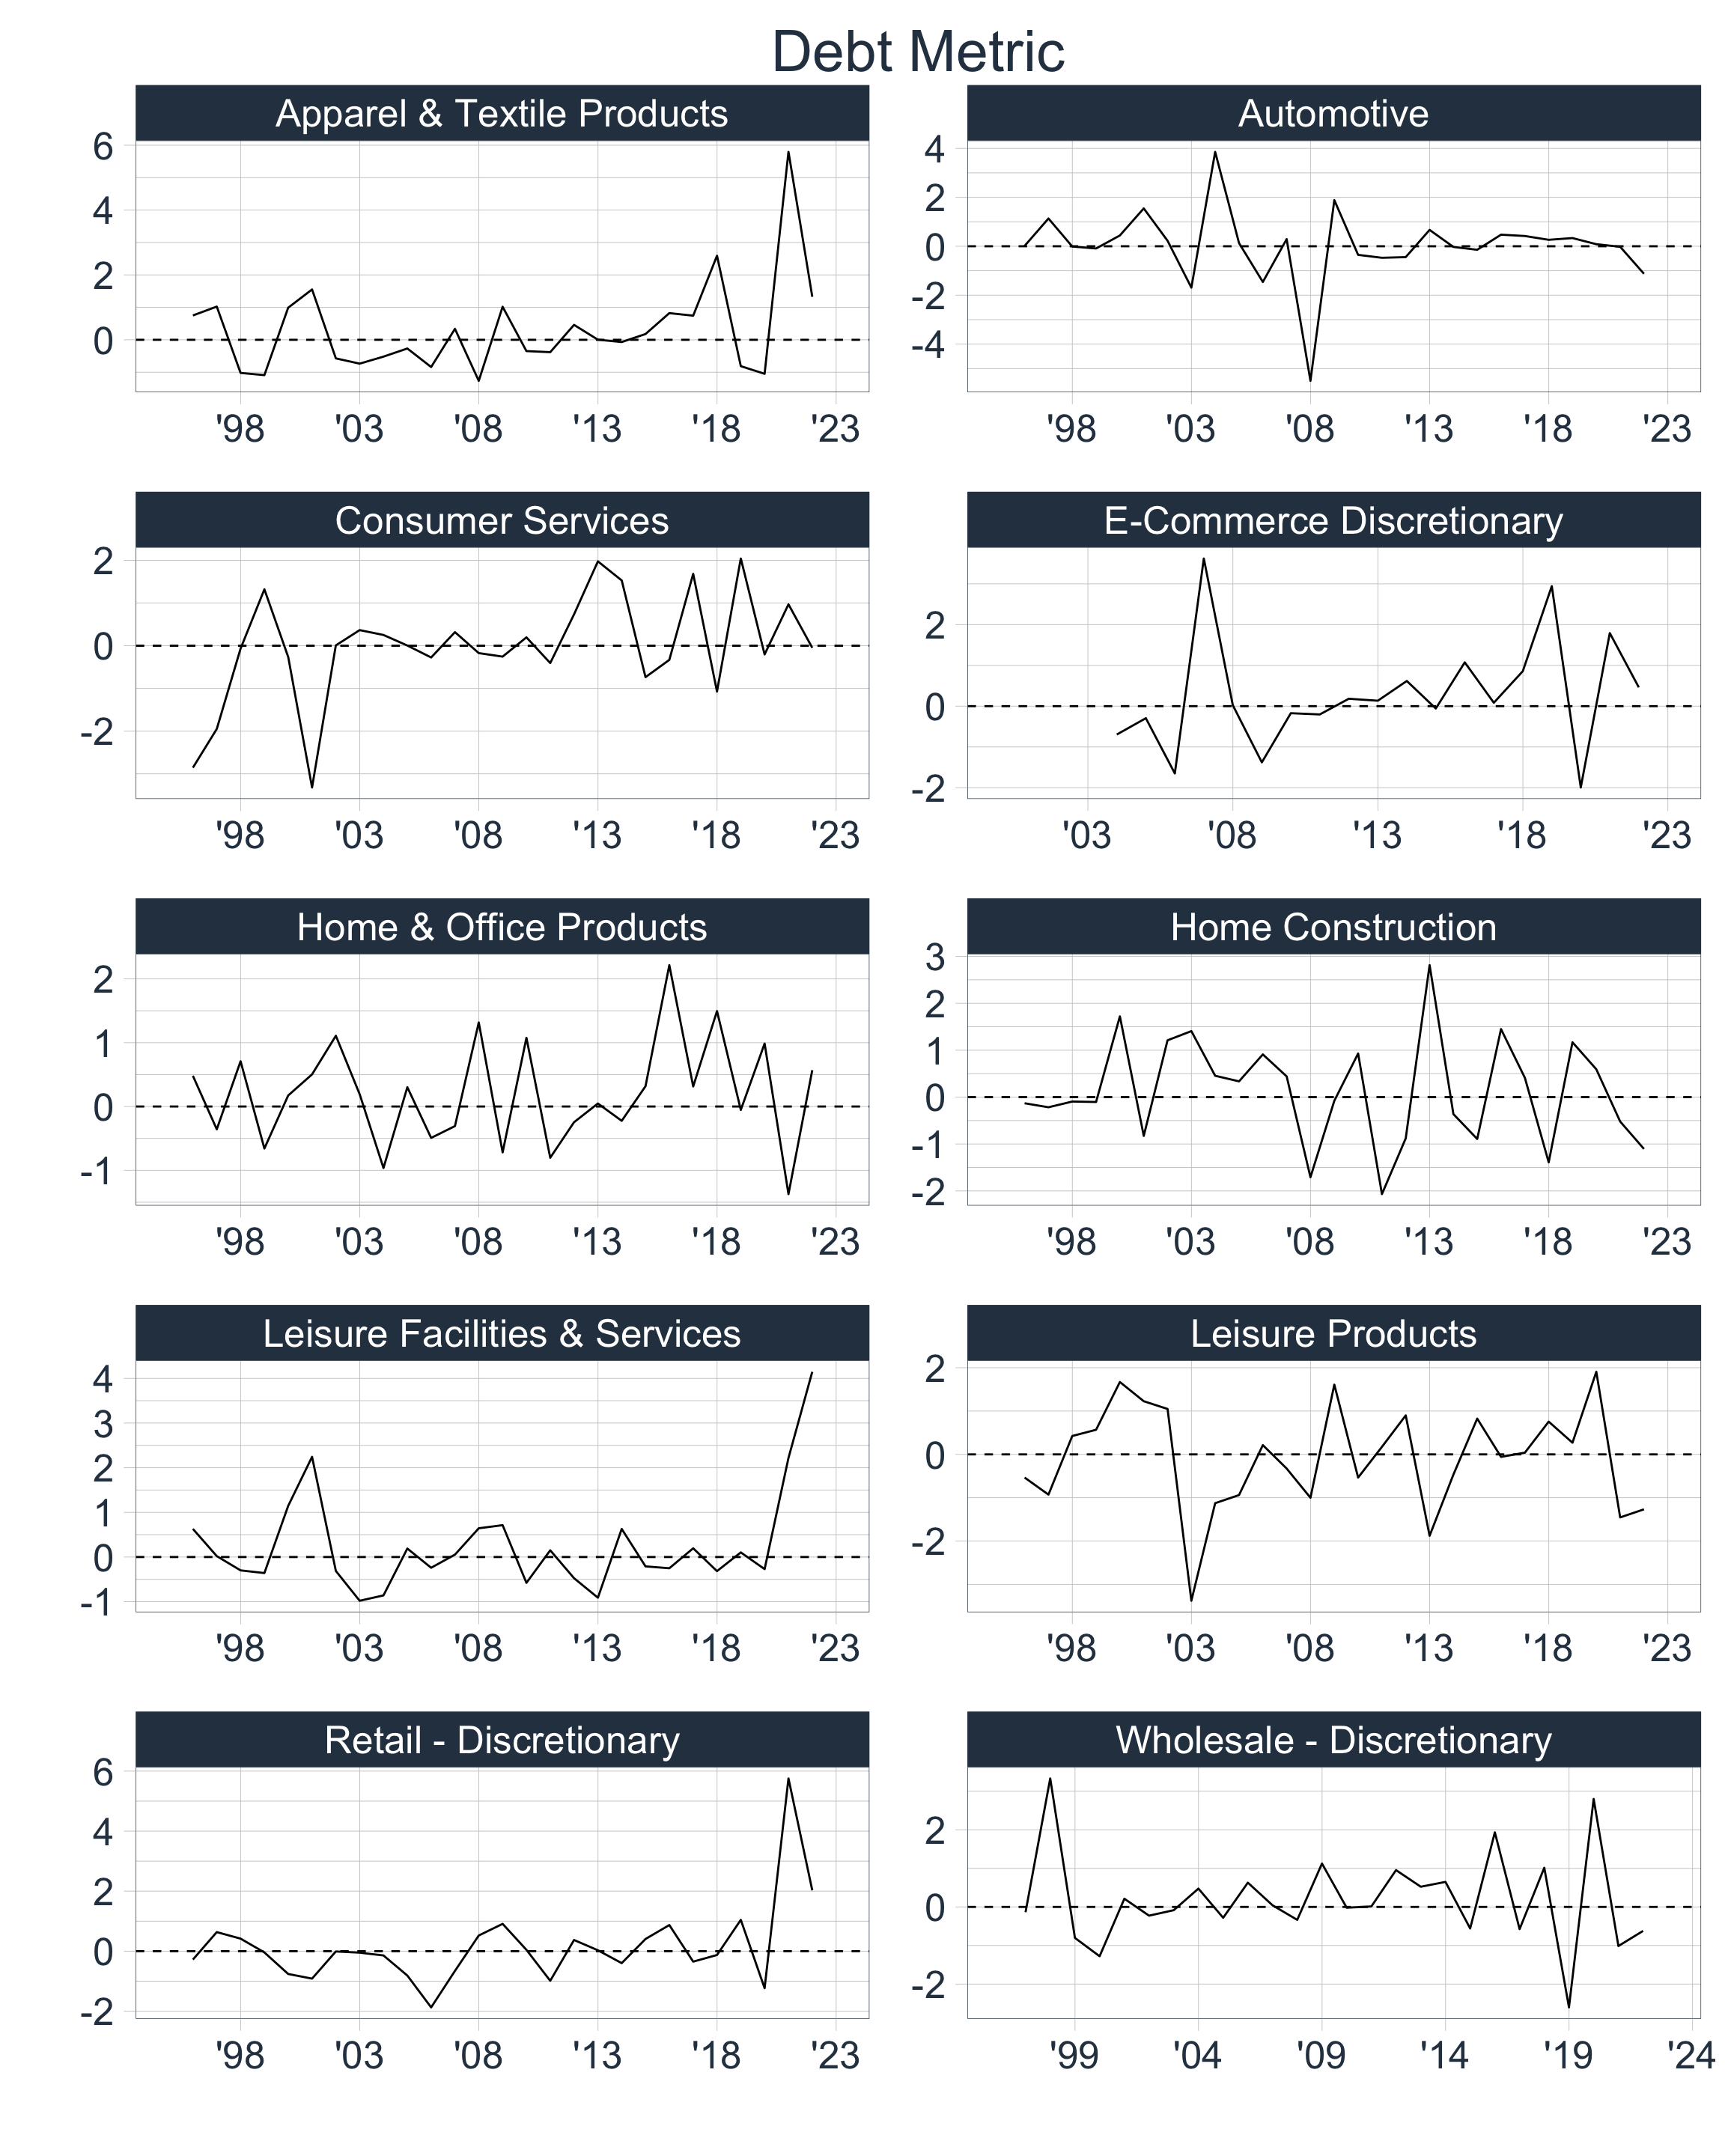 Debt Metric
Apparel & Textile Products
6
4
2
0
'98 '03 '08 '13 '18 '23
Automotive
4
2
0
-2
-4
'98 '03 '08 '13 '18 '23
Consumer Services
2
0
-2
'98 '03 '08 '13 '18 '23
E-Commerce Discretionary
2
0
-2
'03 '08 '13 '18 '23
Home & Office Products
2
1
0
-1
'98 '03 '08 '13 '18 '23
Home Construction
3
2
1
0
-1
-2
'98 '03 '08 '13 '18 '23
Leisure Facilities & Services
4
3
2
1
0
-1
'98 '03 '08 '13 '18 '23
Leisure Products
2
0
-2
'98 '03 '08 '13 '18 '23
Retail - Discretionary
6
4
2
0
-2
'98 '03 '08 '13 '18 '23
Wholesale - Discretionary
2
0
-2
'99 '04 '09 '14 '19 '24